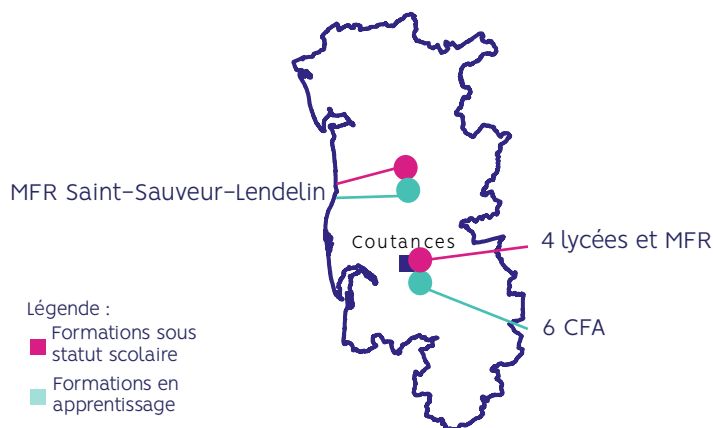 MFR Saint-Sauveur-Lendelin
Coutances
4 lycées et MFR
6 CFA
Légende :
Formations sous
statut scolaire
Formations en
apprentissage